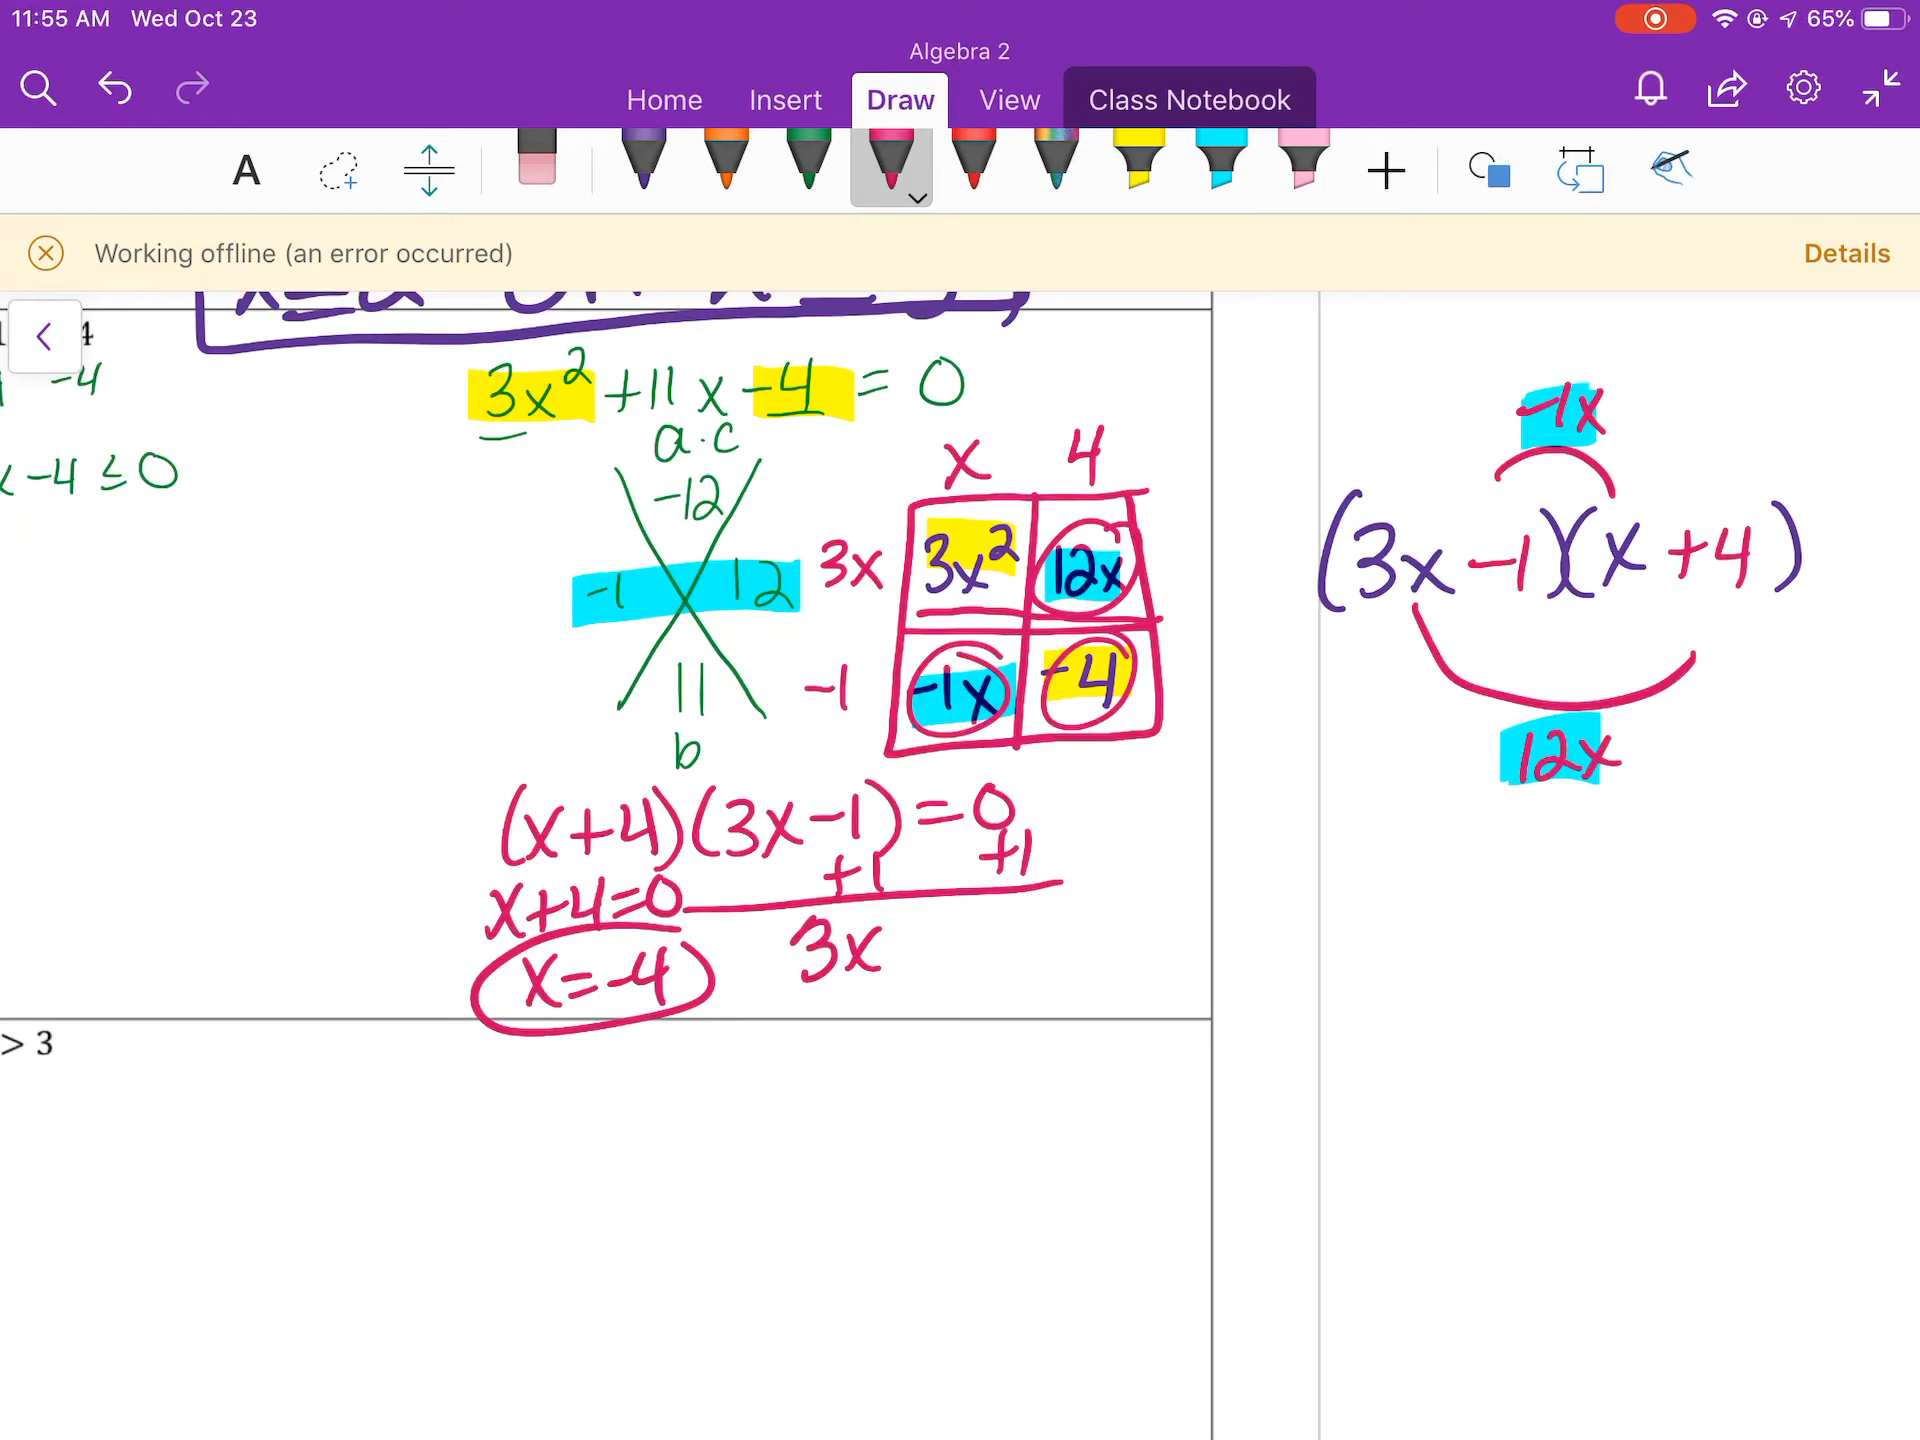 11:55 AM Wed Oct 23
65%
Algebra 2
Home Insert Draw View Class Notebook
A
Working offline (an error occurred) Details
4
-4
x -4 ≤ 0
3x² +11x -4 = 0
a·c
-12
-1 12
11
b
x 4
3x 3x² 12x
-1 -1x -4
(x+4)(3x-1)=0
+1 +1
x+4=0
3x
x=-4
> 3
-1x
(3x -1)(x +4)
12x